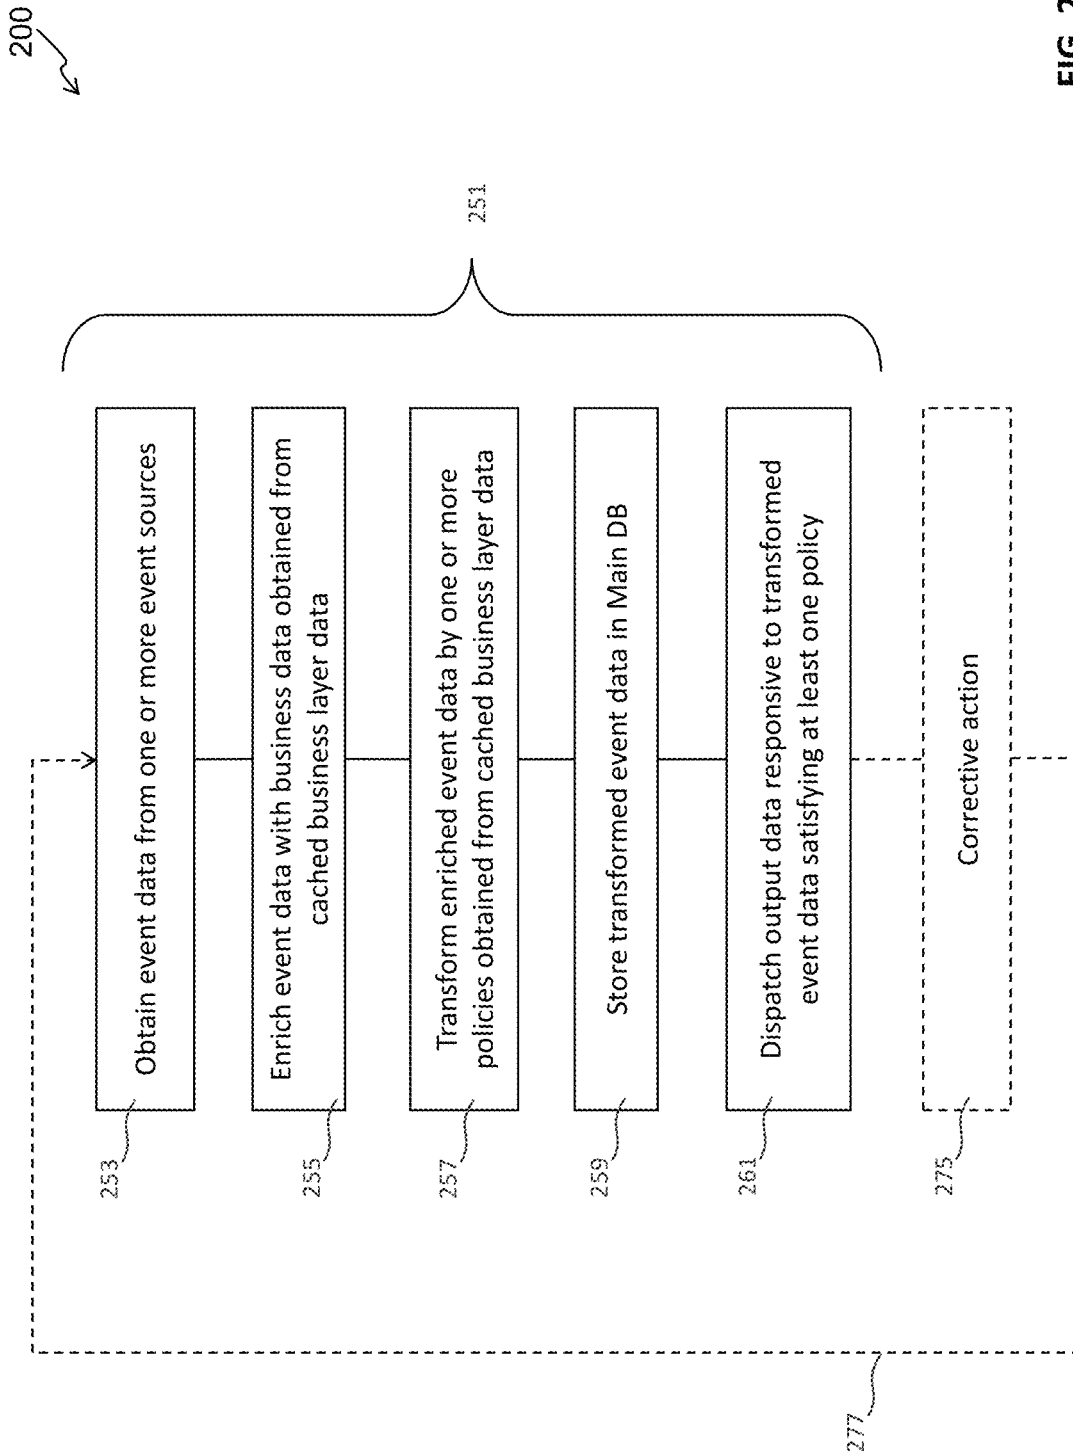 200
251
253
Obtain event data from one or more event sources
255
Enrich event data with business data obtained from
cached business layer data
257
Transform enriched event data by one or more
policies obtained from cached business layer data
259
Store transformed event data in Main DB
261
Dispatch output data responsive to transformed
event data satisfying at least one policy
275
Corrective action
277
FIG. 2